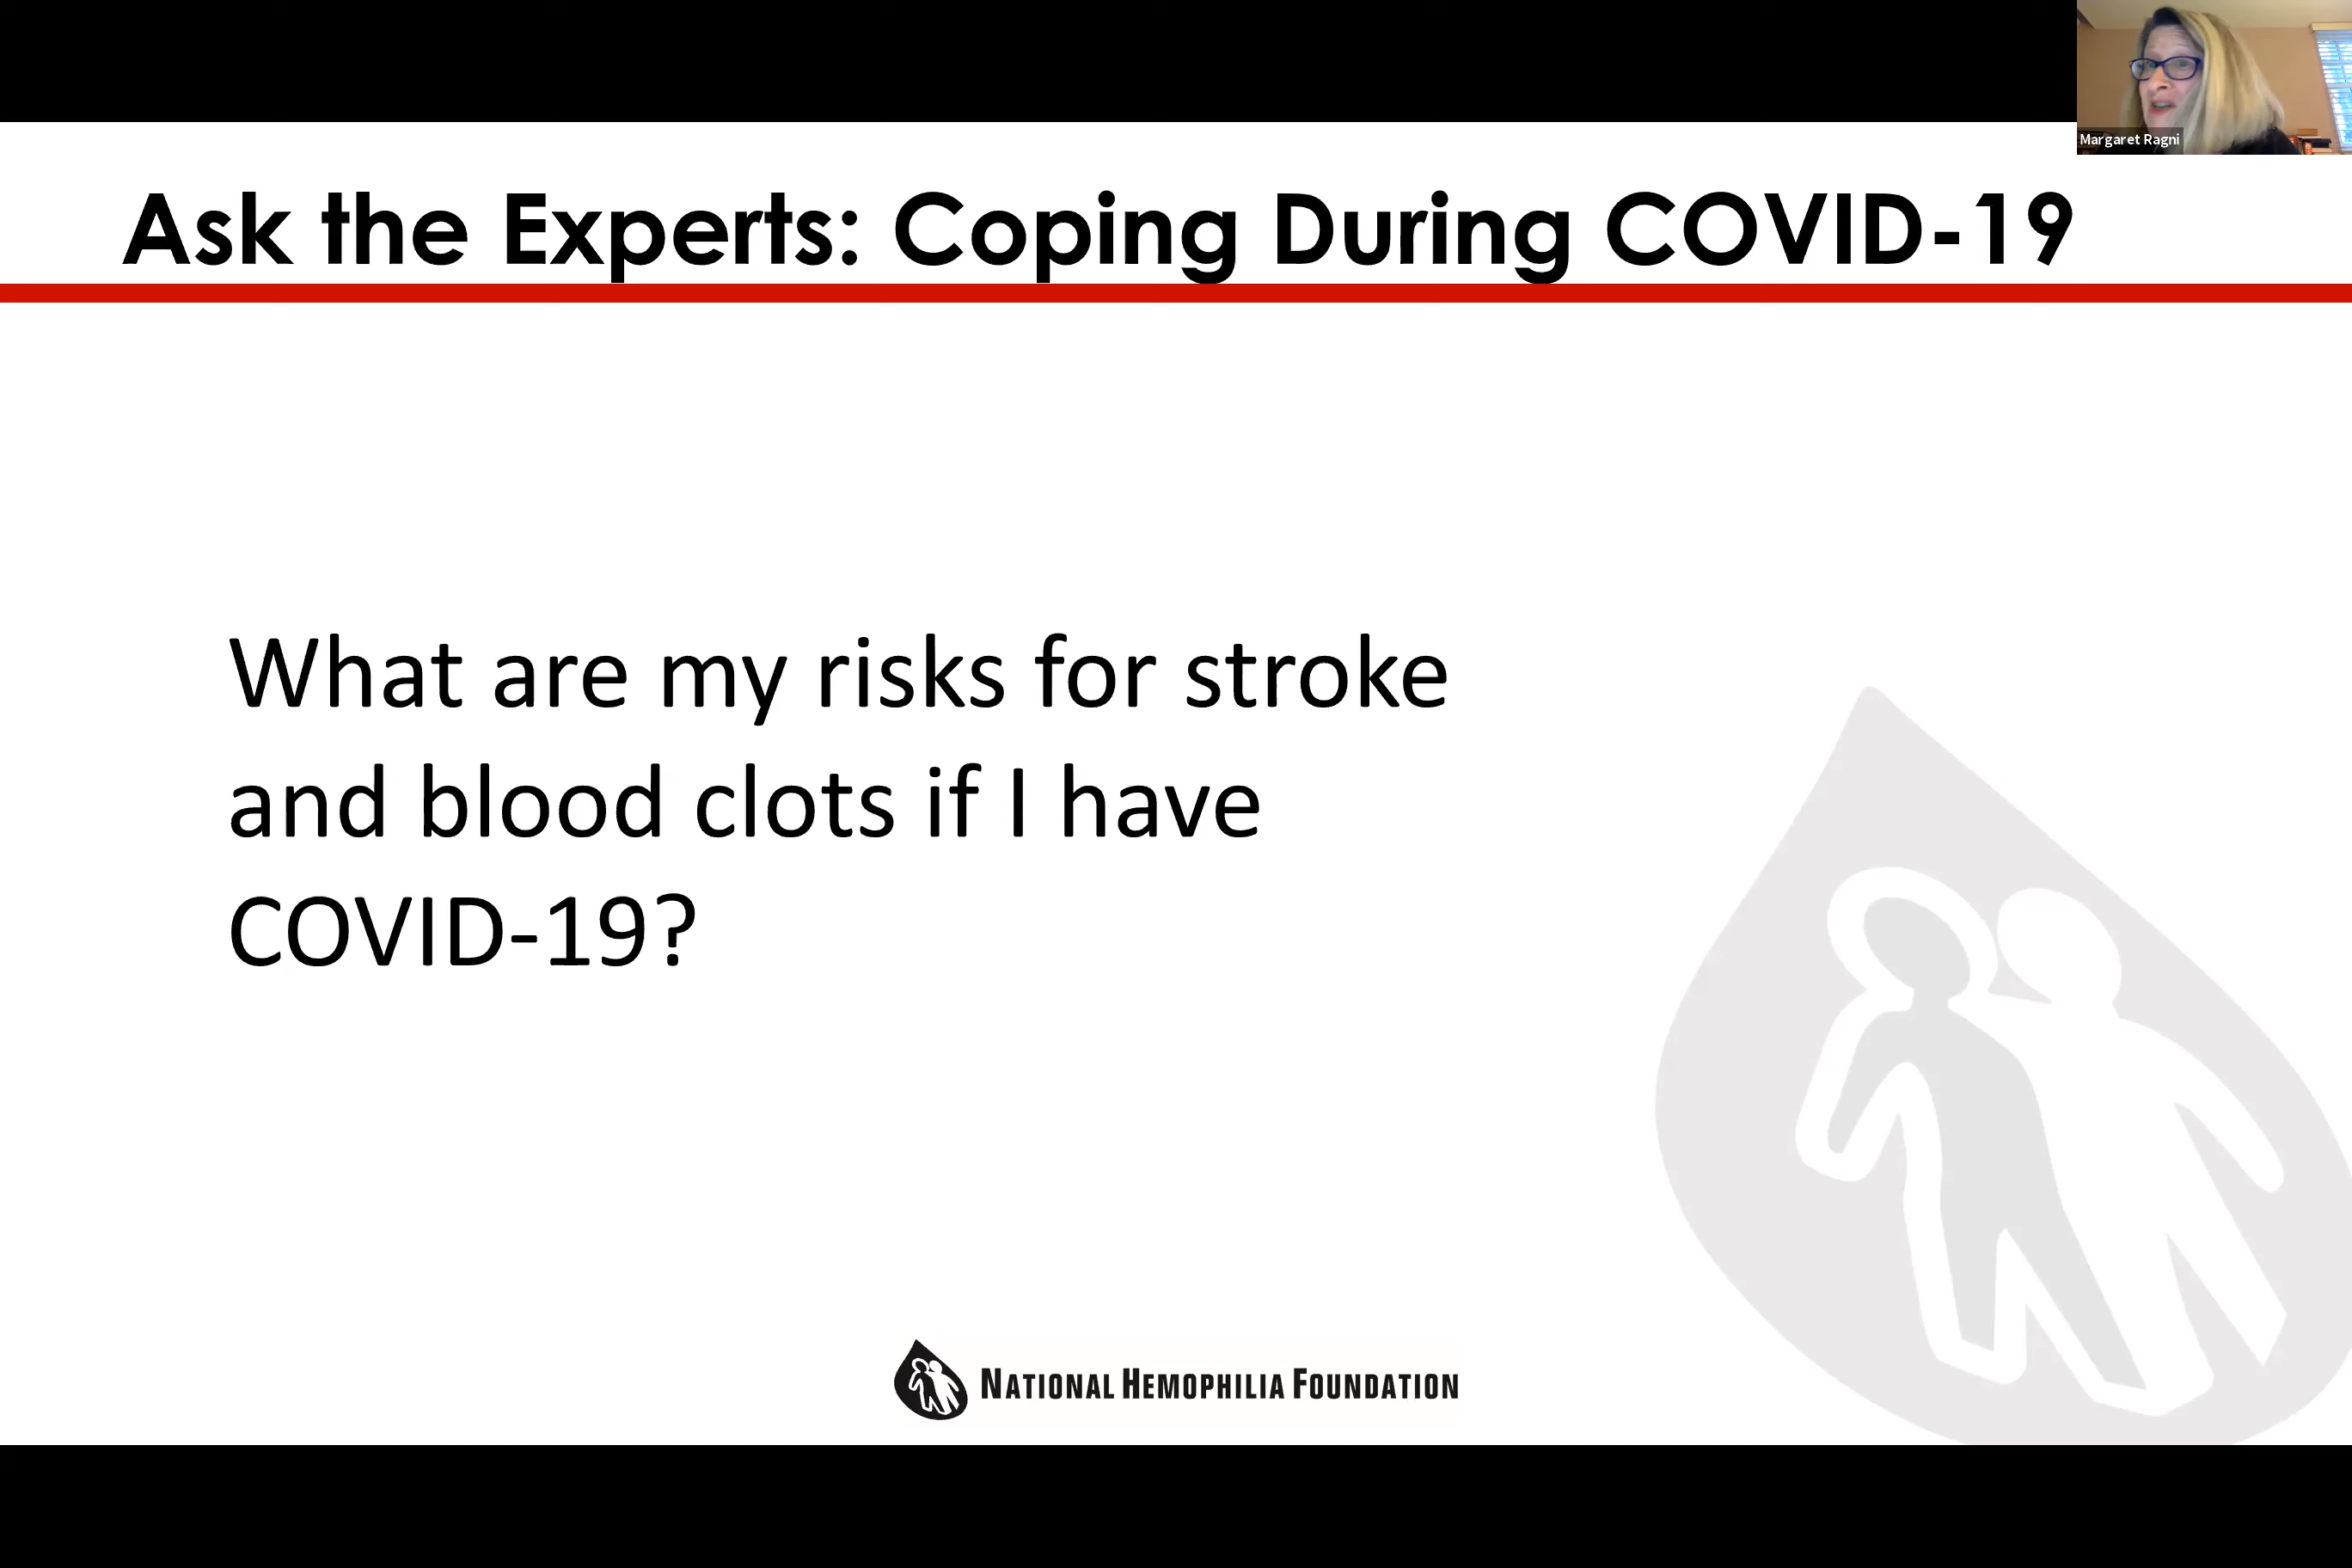 Margaret Ragni
Ask the Experts: Coping During COVID-19
What are my risks for stroke
and blood clots if I have
COVID-19?
NATIONAL HEMOPHILIA FOUNDATION